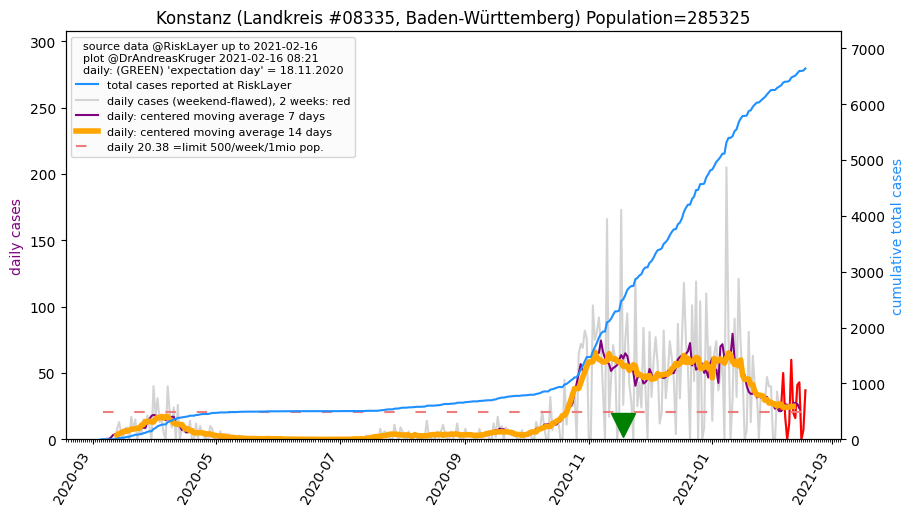 Konstanz (Landkreis #08335, Baden-Württemberg) Population=285325
source data @RiskLayer up to 2021-02-16
plot @DrAndreasKruger 2021-02-16 08:21
daily: (GREEN) 'expectation day' = 18.11.2020
total cases reported at RiskLayer
daily cases (weekend-flawed), 2 weeks: red
daily: centered moving average 7 days
daily: centered moving average 14 days
daily 20.38 =limit 500/week/1mio pop.
daily cases
300
250
200
150
100
50
0
cumulative total cases
7000
6000
5000
4000
3000
2000
1000
0
2020-03
2020-05
2020-07
2020-09
2020-11
2021-01
2021-03